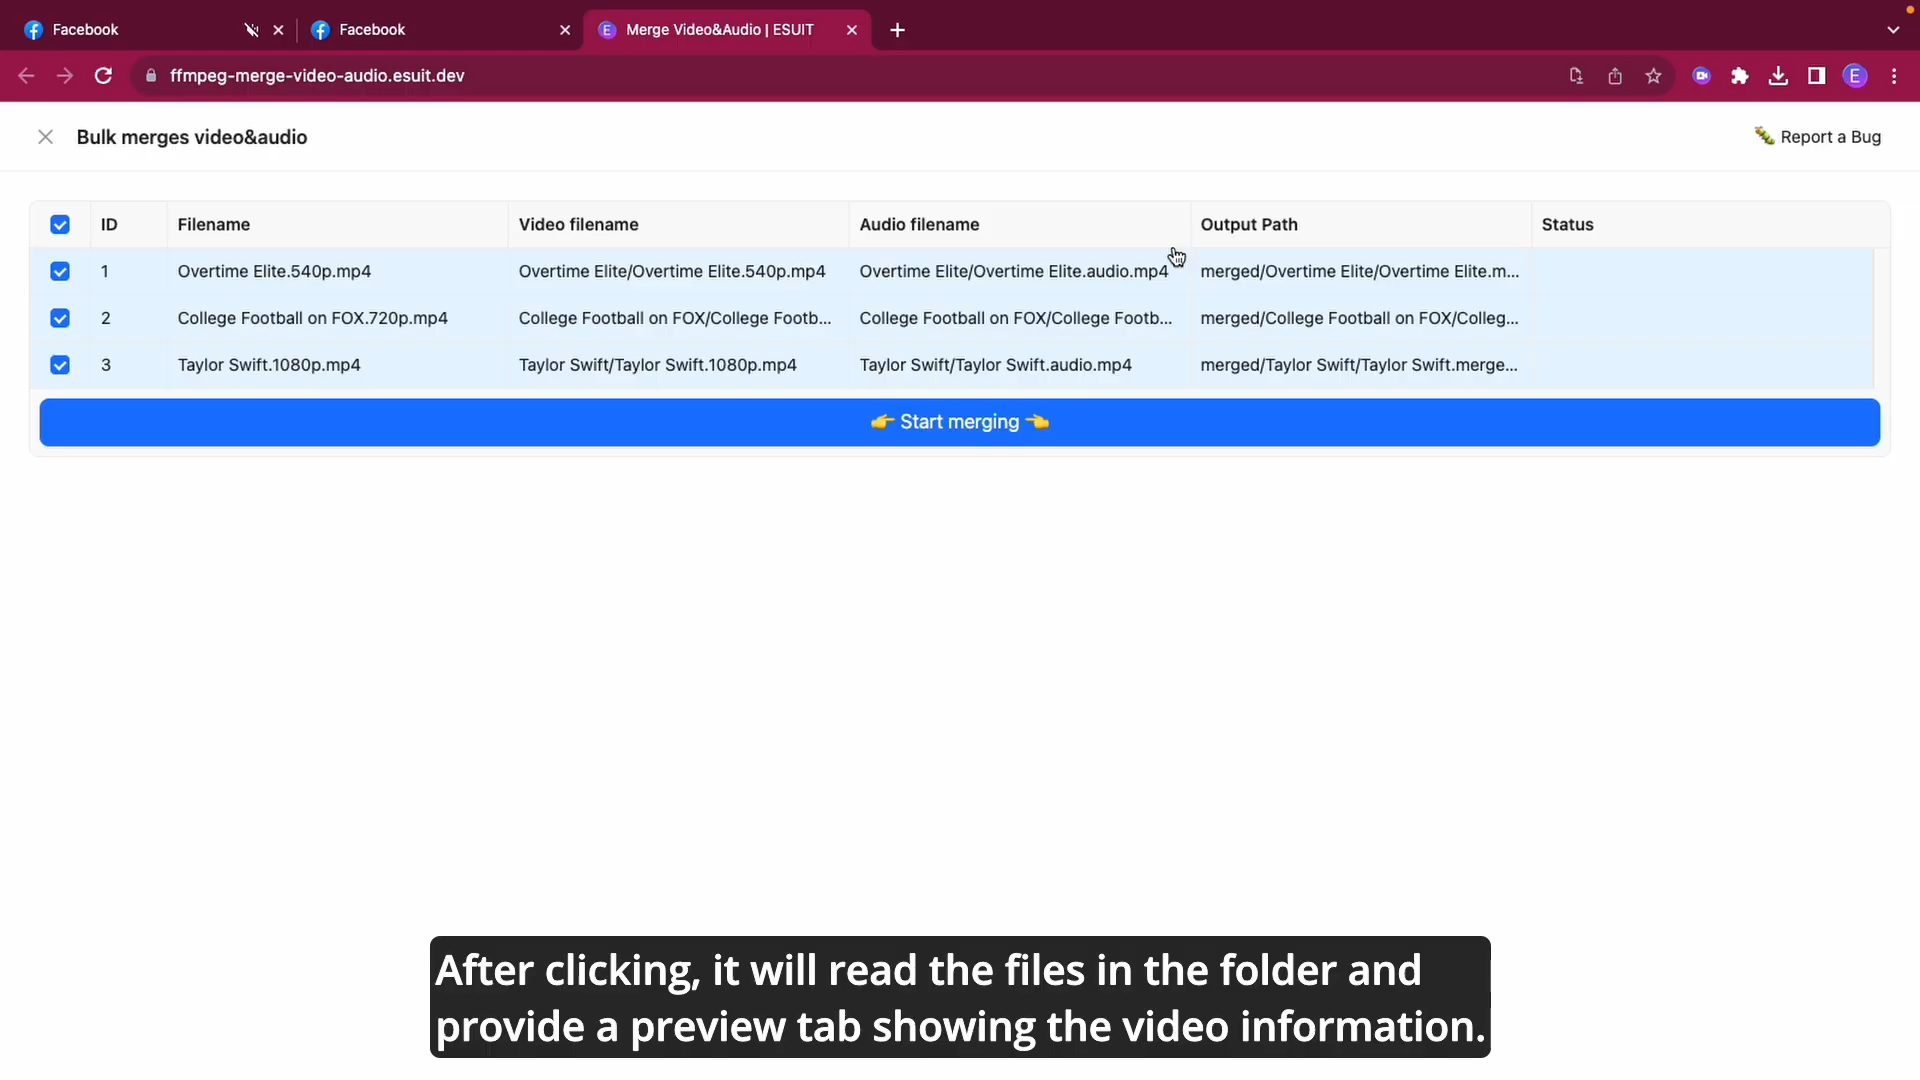 Facebook
Facebook
Merge Video&Audio | ESUIT
ffmpeg-merge-video-audio.esuit.dev
E
Bulk merges video&audio
Report a Bug
ID Filename Video filename Audio filename Output Path Status
1 Overtime Elite.540p.mp4 Overtime Elite/Overtime Elite.540p.mp4 Overtime Elite/Overtime Elite.audio.mp4 merged/Overtime Elite/Overtime Elite.m...
2 College Football on FOX.720p.mp4 College Football on FOX/College Footb... College Football on FOX/College Footb... merged/College Football on FOX/Colleg...
3 Taylor Swift.1080p.mp4 Taylor Swift/Taylor Swift.1080p.mp4 Taylor Swift/Taylor Swift.audio.mp4 merged/Taylor Swift/Taylor Swift.merge...
👉 Start merging 👈
After clicking, it will read the files in the folder and
provide a preview tab showing the video information.